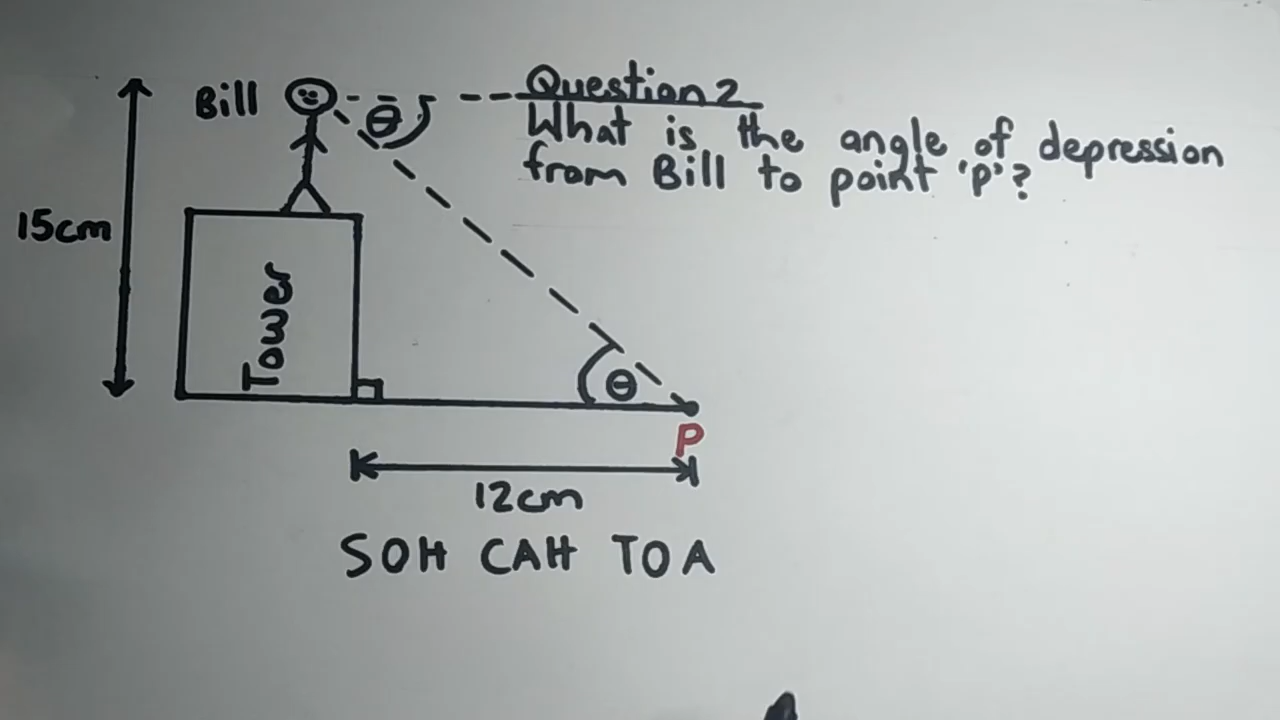 Question 2
Bill
What is the angle of depression
from Bill to point 'P'?
θ
15cm
Tower
θ
P
12cm
SOH CAH TOA